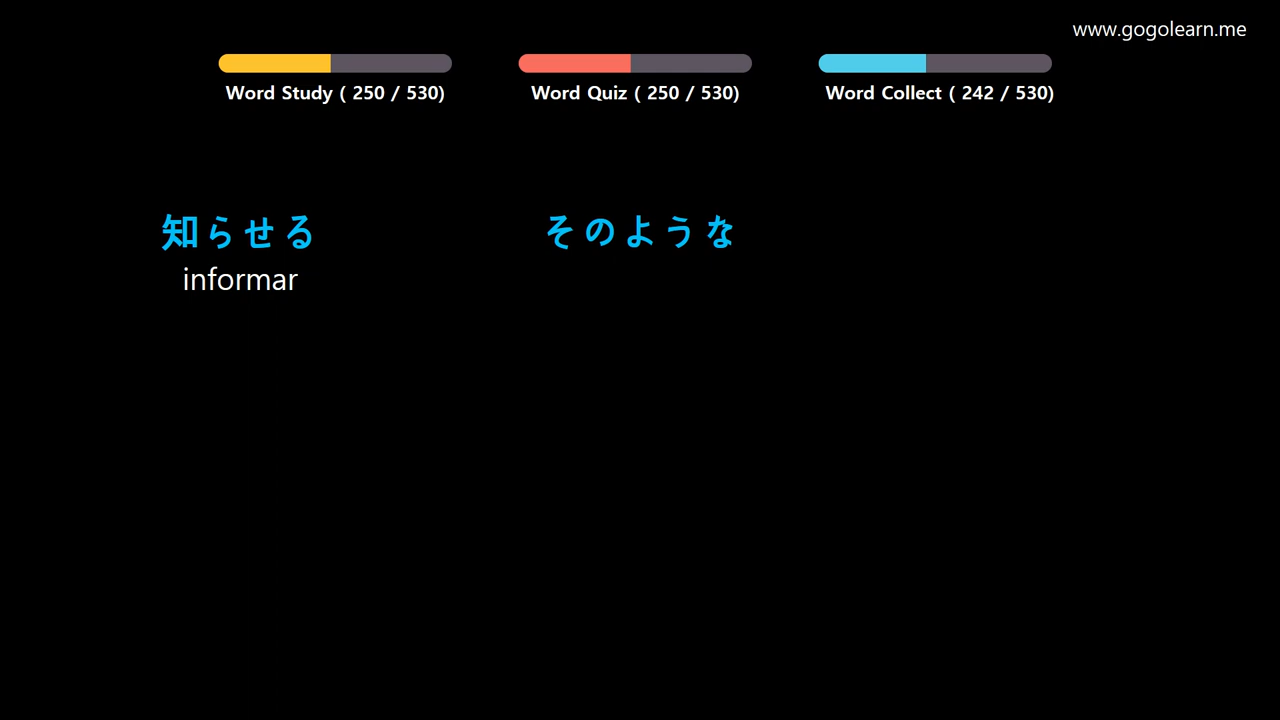 www.gogolearn.me
Word Study ( 250 / 530)
Word Quiz ( 250 / 530)
Word Collect ( 242 / 530)
知らせる
そのような
informar